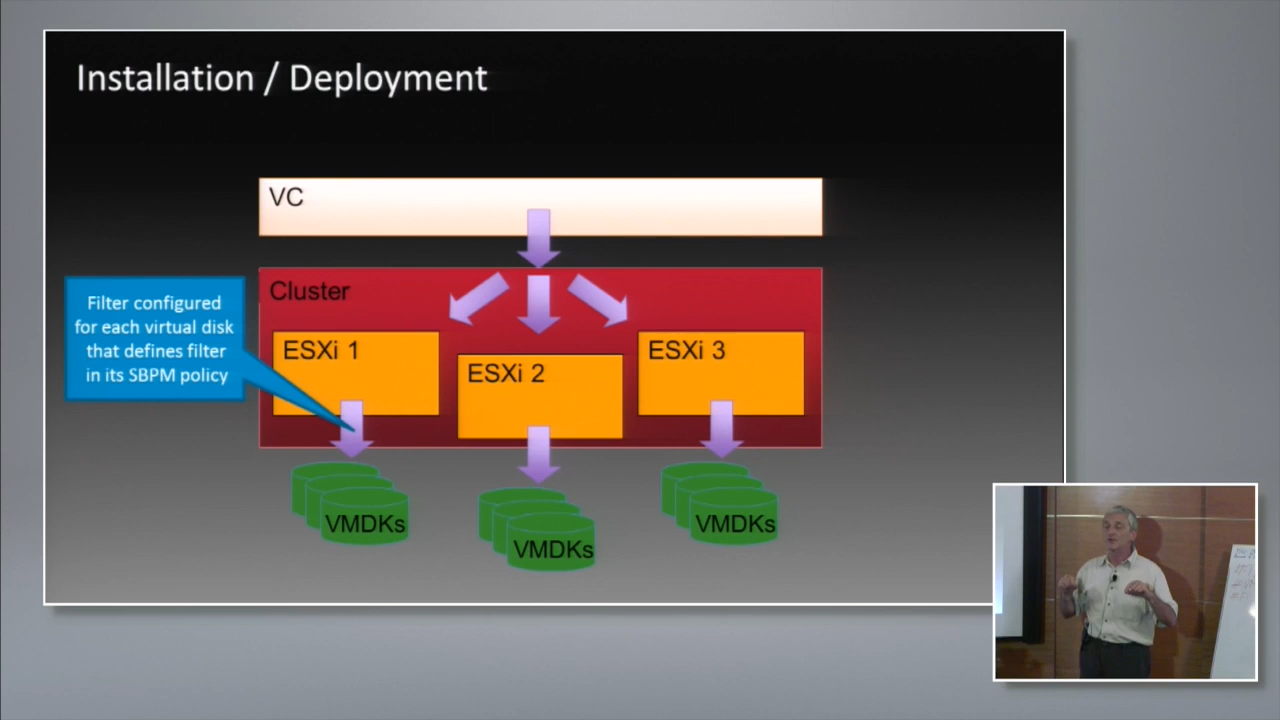 Installation / Deployment
VC
Cluster
Filter configured
for each virtual disk
that defines filter
in its SBPM policy
ESXi 1
ESXi 2
ESXi 3
VMDKs
VMDKs
VMDKs